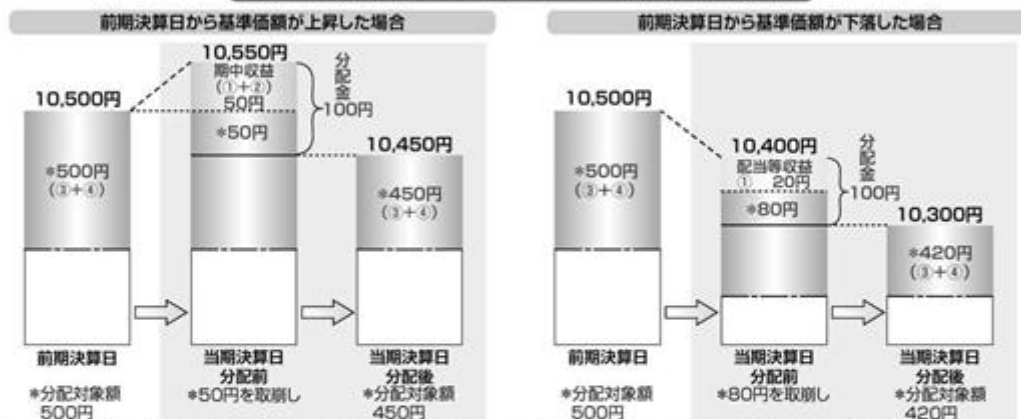 前期決算日から基準価額が上昇した場合
10,500円
*500円
(③+④)
前期決算日
*分配対象額
500円
10,550円
期中収益
(①+②)
50円
*50円
分配金
100円
当期決算日
分配前
*50円を取崩し
10,450円
*450円
(③+④)
当期決算日
分配後
*分配対象額
450円
前期決算日から基準価額が下落した場合
10,500円
*500円
(③+④)
前期決算日
*分配対象額
500円
10,400円
配当等収益
① 20円
*80円
分配金
100円
当期決算日
分配前
*80円を取崩し
10,300円
*420円
(③+④)
当期決算日
分配後
*分配対象額
420円